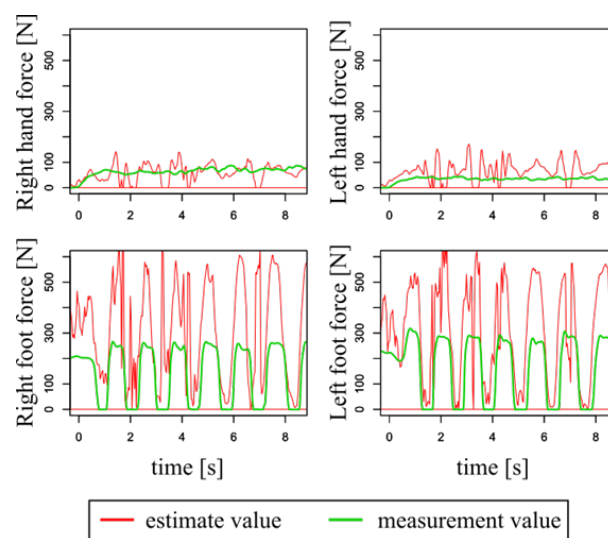 Right hand force [N]
0 100 300 500
0 2 4 6 8
Left hand force [N]
0 100 300 500
0 2 4 6 8
Right foot force [N]
0 100 300 500
0 2 4 6 8
time [s]
Left foot force [N]
0 100 300 500
0 2 4 6 8
time [s]
estimate value
measurement value